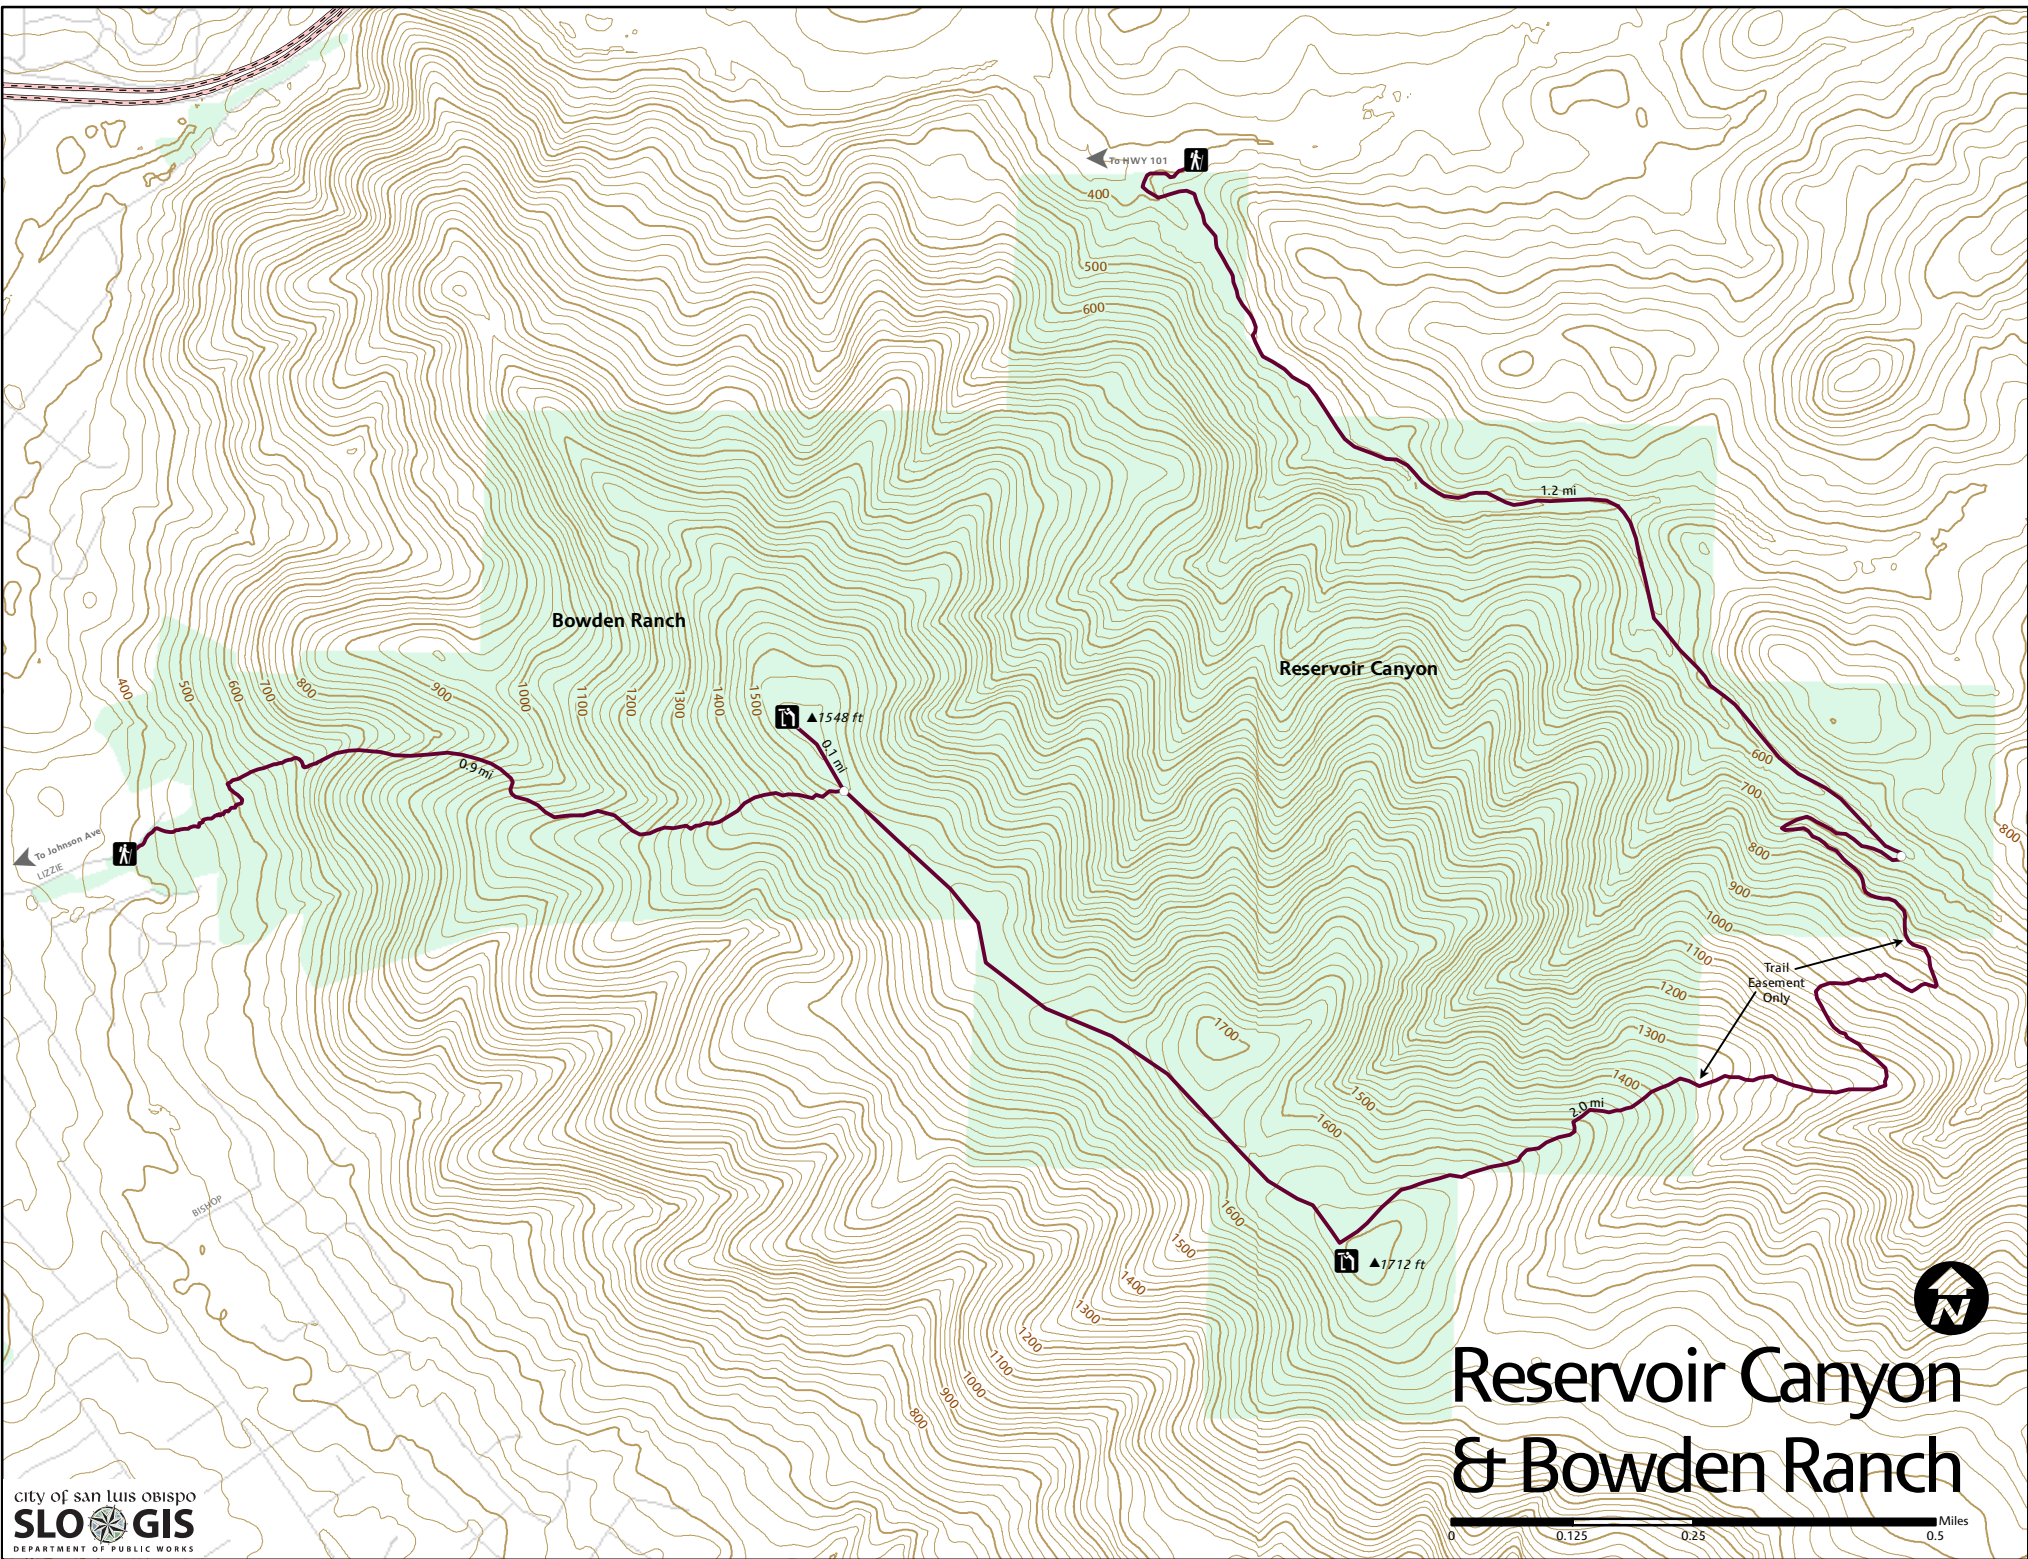 To HWY 101
400
500
600
1.2 mi
Bowden Ranch
Reservoir Canyon
400
500
600
700
800
900
1000
1100
1200
1300
1400
1500
1548 ft
0.1 mi
0.9 mi
600
700
800
800
900
1000
1100
1200
1300
1400
To Johnson Ave
LIZZIE
Trail
Easement
Only
1700
1500
1600
2.0 mi
BISHOP
1600
1500
1400
1300
1200
1100
1000
900
800
1712 ft
N
Reservoir Canyon
& Bowden Ranch
Miles
0 0.125 0.25 0.5
city of san luis obispo
SLO GIS
DEPARTMENT OF PUBLIC WORKS